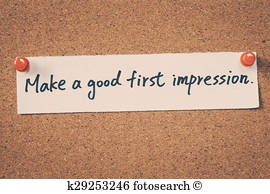 Make a good first impression.
k29253246 fotosearch ©